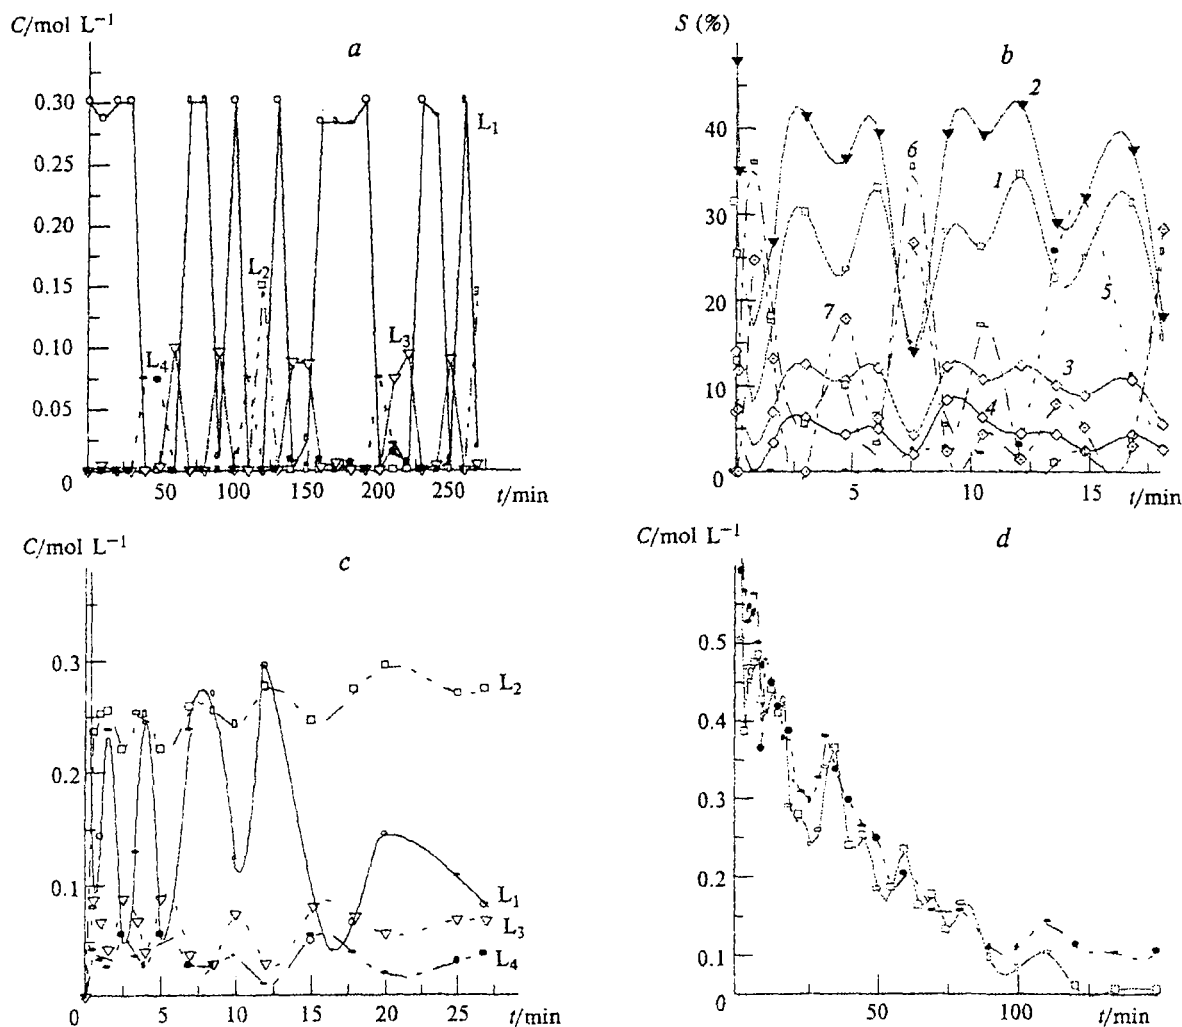 C/mol L⁻¹
a
0.30
0.25
0.20
0.15
0.10
0.05
0
50
100
150
200
250
t/min
L₁
L₂
L₃
L₄
S (%)
b
40
30
20
10
0
5
10
15
t/min
2
6
1
5
7
3
4
C/mol L⁻¹
c
0.3
0.2
0.1
0
5
10
15
20
25
t/min
L₂
L₁
L₃
L₄
C/mol L⁻¹
d
0.5
0.4
0.3
0.2
0.1
0
50
100
t/min